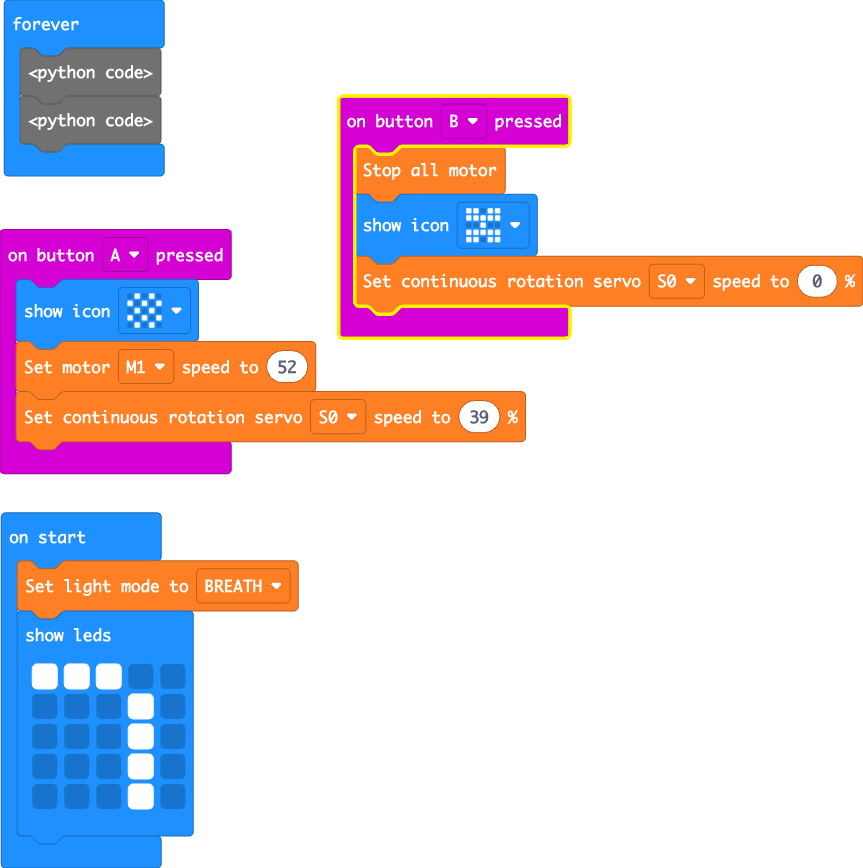 forever
<python code>
<python code>
on button B pressed
Stop all motor
show icon
Set continuous rotation servo S0 speed to 0 %
on button A pressed
show icon
Set motor M1 speed to 52
Set continuous rotation servo S0 speed to 39 %
on start
Set light mode to BREATH
show leds